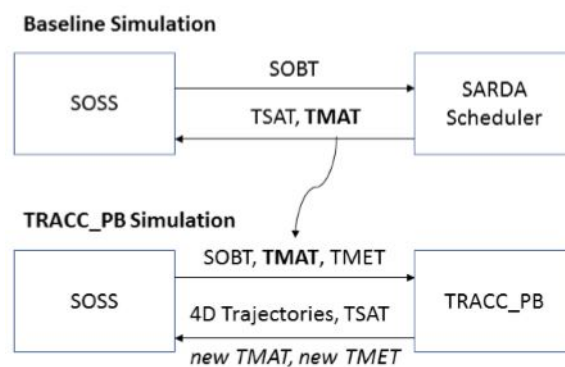 Baseline Simulation
SOSS
SOBT
TSAT, TMAT
SARDA
Scheduler
TRACC_PB Simulation
SOSS
SOBT, TMAT, TMET
4D Trajectories, TSAT
new TMAT, new TMET
TRACC_PB